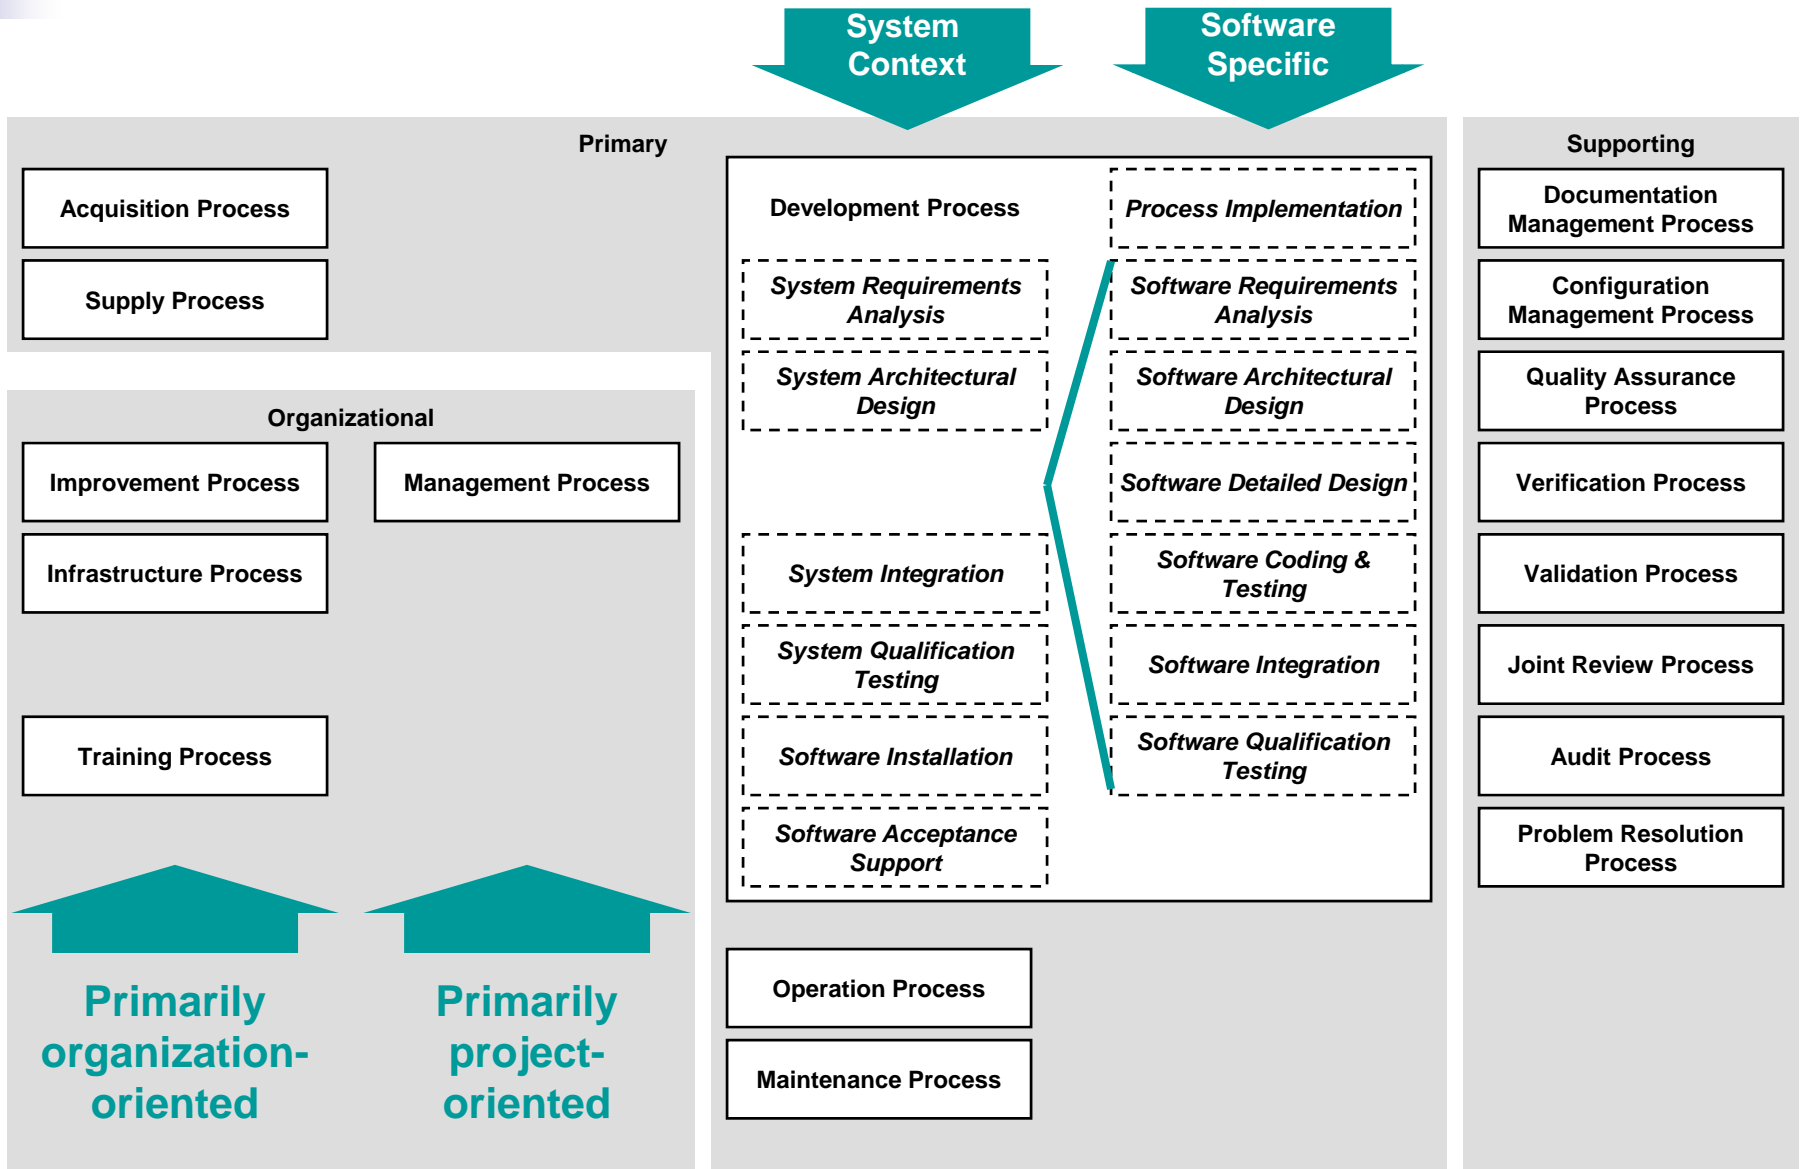 System
Context
Software
Specific
Primary
Acquisition Process
Supply Process
Development Process
System Requirements
Analysis
System Architectural
Design
System Integration
System Qualification
Testing
Software Installation
Software Acceptance
Support
Process Implementation
Software Requirements
Analysis
Software Architectural
Design
Software Detailed Design
Software Coding &
Testing
Software Integration
Software Qualification
Testing
Operation Process
Maintenance Process
Organizational
Improvement Process
Infrastructure Process
Training Process
Management Process
Primarily
organization-
oriented
Primarily
project-
oriented
Supporting
Documentation
Management Process
Configuration
Management Process
Quality Assurance
Process
Verification Process
Validation Process
Joint Review Process
Audit Process
Problem Resolution
Process